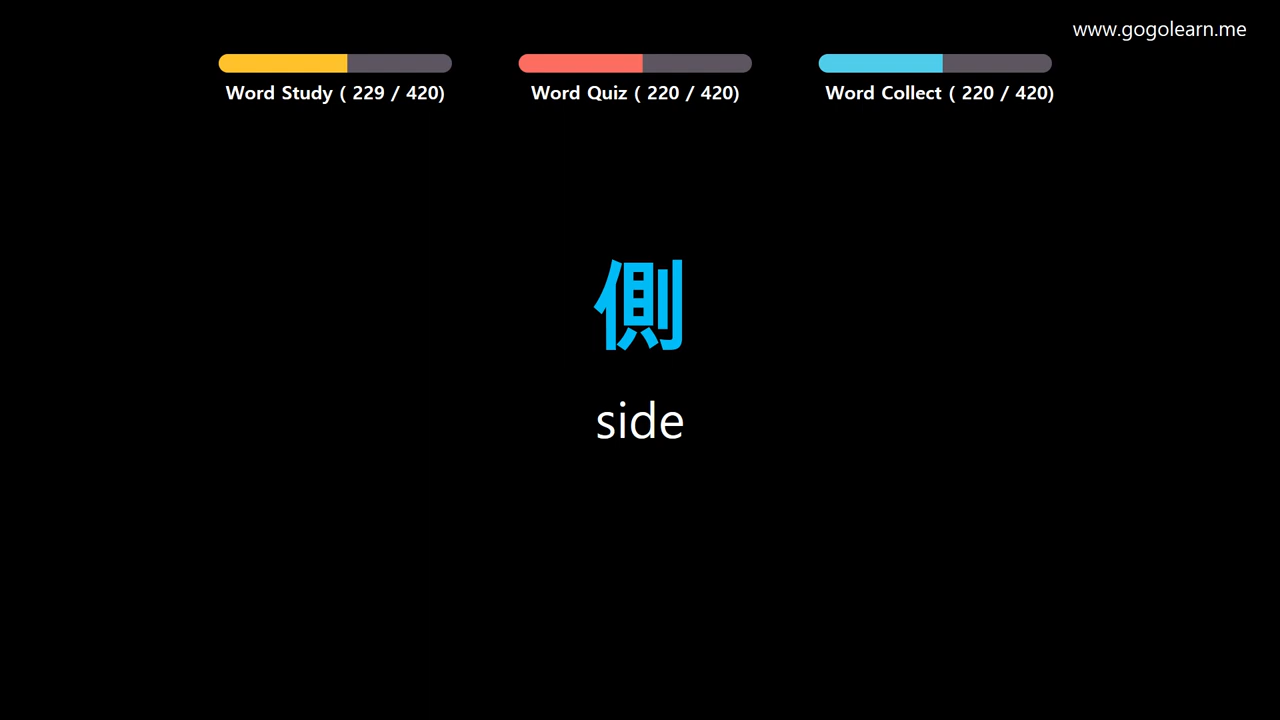 www.gogolearn.me
Word Study ( 229 / 420)
Word Quiz ( 220 / 420)
Word Collect ( 220 / 420)
側
side